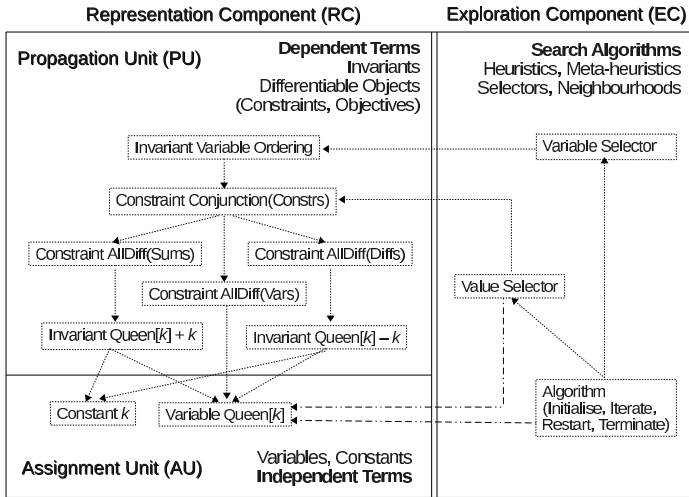 Representation Component (RC)
Exploration Component (EC)
Propagation Unit (PU)
Dependent Terms
Invariants
Differentiable Objects
(Constraints, Objectives)
Search Algorithms
Heuristics, Meta-heuristics
Selectors, Neighbourhoods
Invariant Variable Ordering
Variable Selector
Constraint Conjunction(Constrs)
Constraint AllDiff(Sums)
Constraint AllDiff(Diffs)
Constraint AllDiff(Vars)
Value Selector
Invariant Queen[k] + k
Invariant Queen[k] – k
Constant k
Variable Queen[k]
Algorithm
(Initialise, Iterate,
Restart, Terminate)
Assignment Unit (AU)
Variables, Constants
Independent Terms